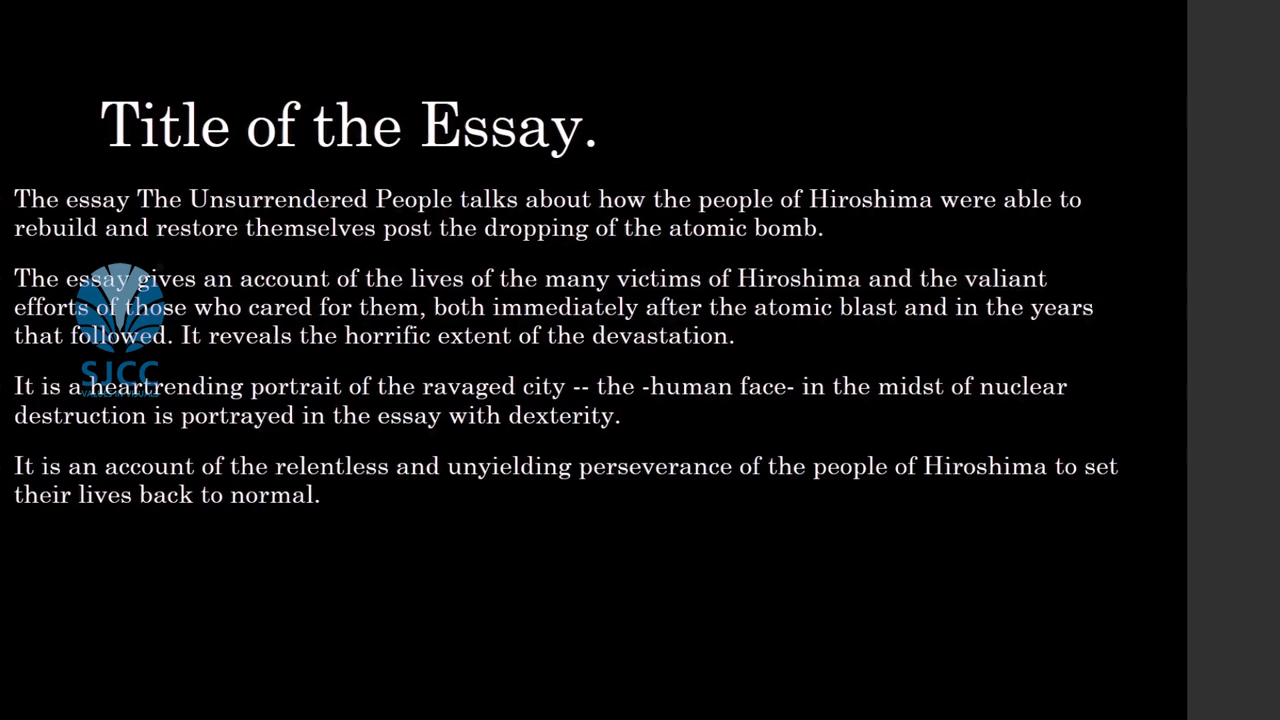 Title of the Essay.
The essay The Unsurrendered People talks about how the people of Hiroshima were able to
rebuild and restore themselves post the dropping of the atomic bomb.
The essay gives an account of the lives of the many victims of Hiroshima and the valiant
efforts of those who cared for them, both immediately after the atomic blast and in the years
that followed. It reveals the horrific extent of the devastation.
It is a heartrending portrait of the ravaged city -- the -human face- in the midst of nuclear
destruction is portrayed in the essay with dexterity.
It is an account of the relentless and unyielding perseverance of the people of Hiroshima to set
their lives back to normal.
SJCC